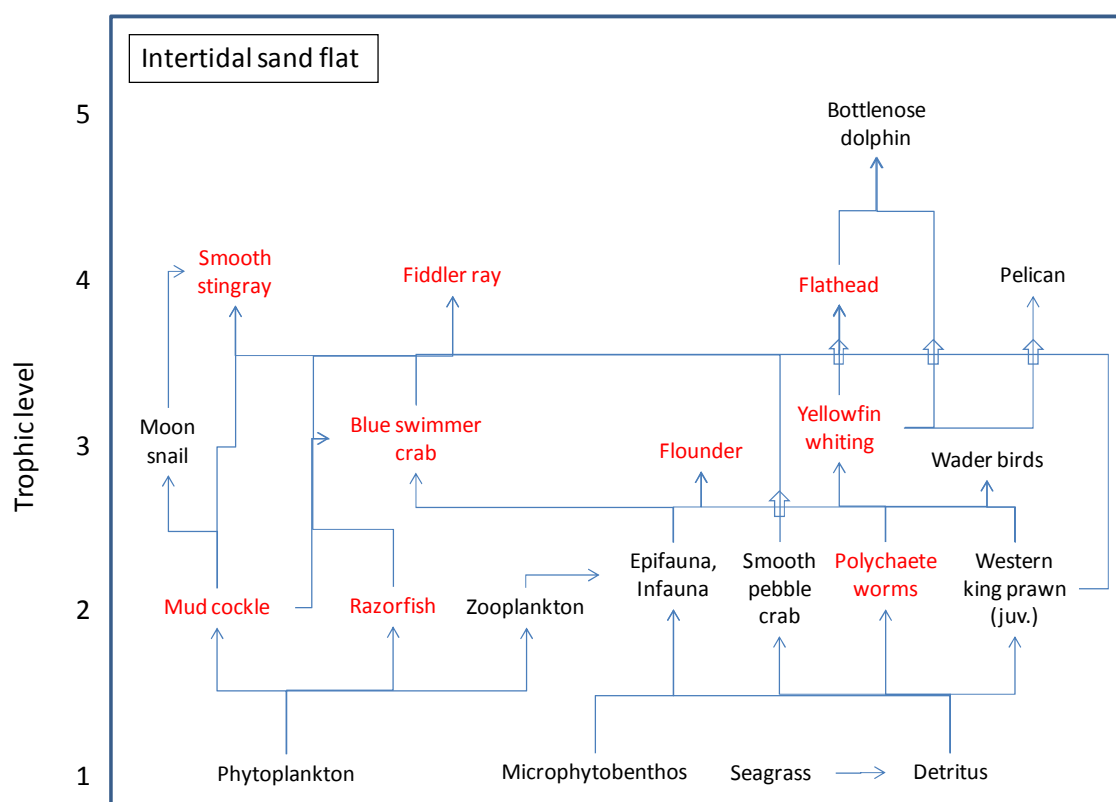 Intertidal sand flat
Trophic level
5
Bottlenose
dolphin
4
Smooth
stingray
Fiddler ray
Flathead
Pelican
3
Moon
snail
Blue swimmer
crab
Flounder
Yellowfin
whiting
Wader birds
2
Mud cockle
Razorfish
Zooplankton
Epifauna,
Infauna
Smooth
pebble
crab
Polychaete
worms
Western
king prawn
(juv.)
1
Phytoplankton
Microphytobenthos
Seagrass
Detritus